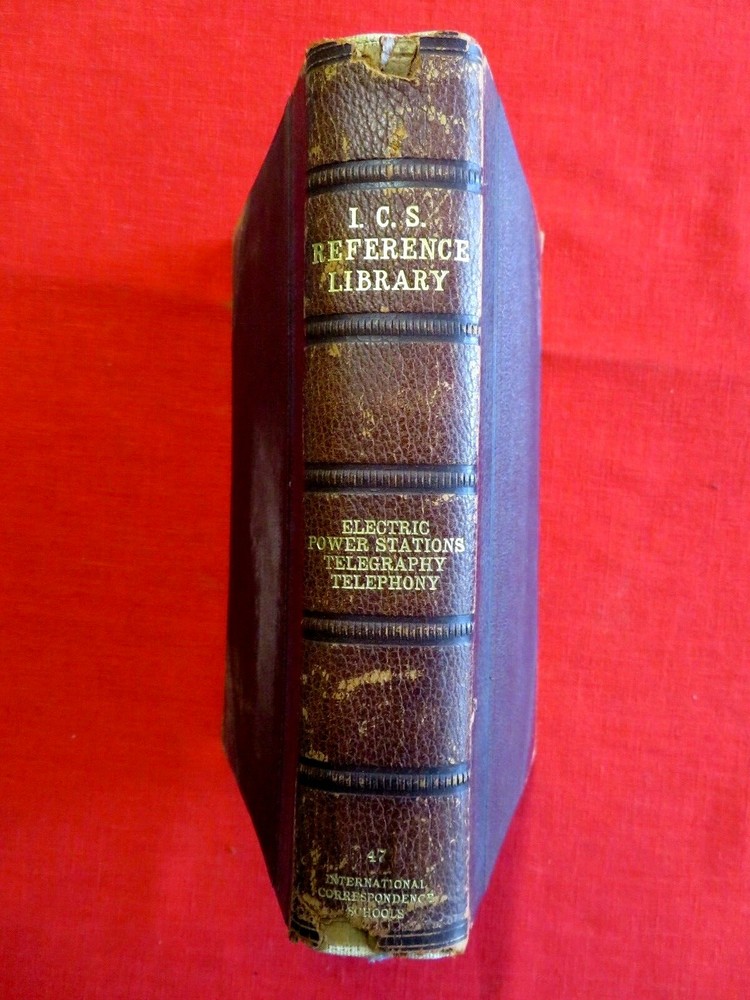 I. C. S.
REFERENCE
LIBRARY
ELECTRIC
POWER STATIONS
TELEGRAPHY
TELEPHONY
47
INTERNATIONAL
CORRESPONDENCE
SCHOOLS